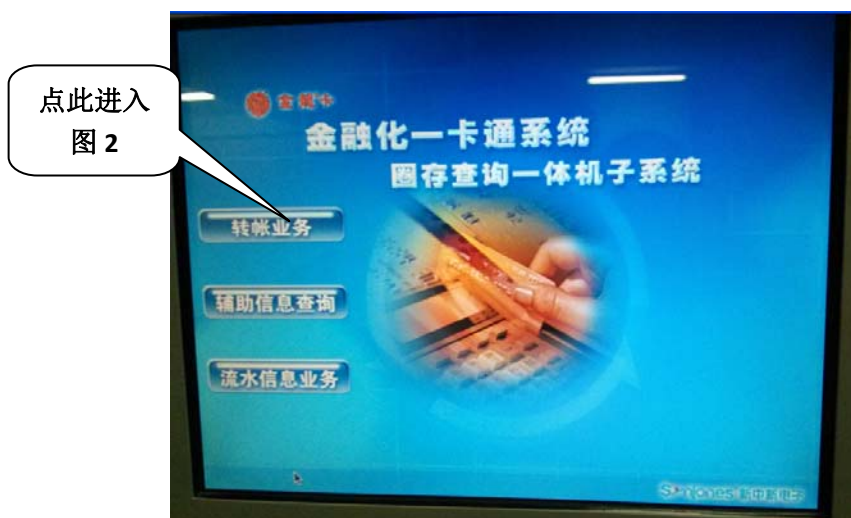 点此进入
图 2
金融化一卡通系统
圈存查询一体机子系统
转帐业务
辅助信息查询
流水信息业务